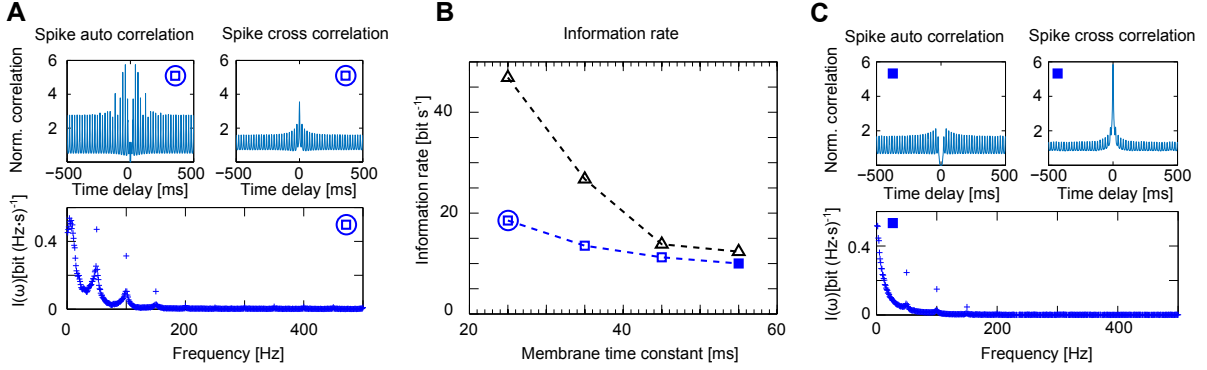 A
Spike auto correlation
Spike cross correlation
Norm. correlation
6
4
2
−500
0
500
Time delay [ms]
6
4
2
−500
0
500
Time delay [ms]
I(ω)[bit (Hz·s)⁻¹]
0.4
0
0
200
400
Frequency [Hz]
B
Information rate
Information rate [bit s⁻¹]
40
20
0
20
40
60
Membrane time constant [ms]
C
Spike auto correlation
Spike cross correlation
Norm. correlation
6
4
2
−500
0
500
Time delay [ms]
6
4
2
−500
0
500
Time delay [ms]
I(ω)[bit (Hz·s)⁻¹]
0.4
0
0
200
400
Frequency [Hz]